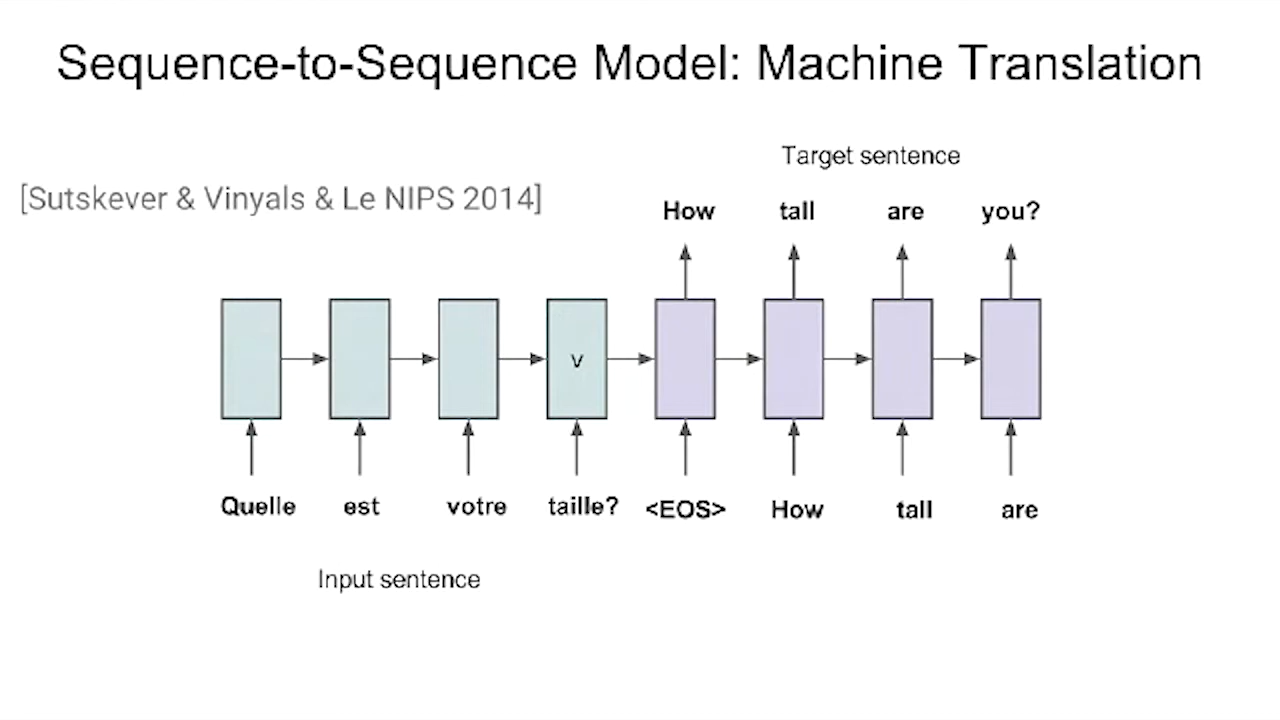 Sequence-to-Sequence Model: Machine Translation
Target sentence
[Sutskever & Vinyals & Le NIPS 2014]
How tall are you?
v
Quelle est votre taille? <EOS> How tall are
Input sentence